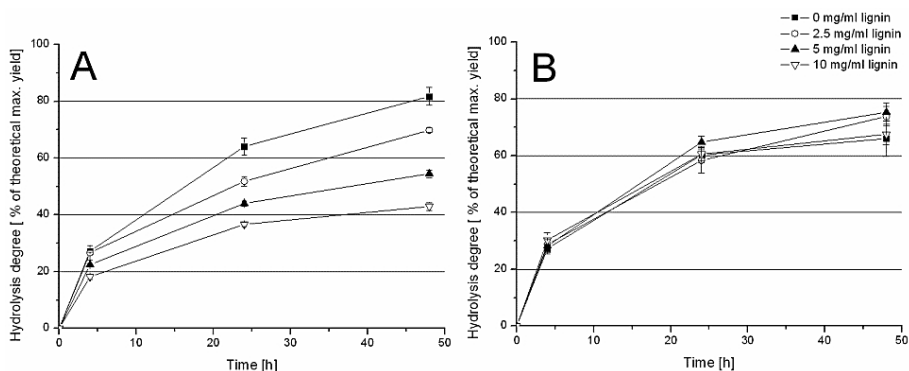 A
Hydrolysis degree [ % of theoretical max. yield]
100
80
60
40
20
0
0 10 20 30 40 50
Time [h]
B
0 mg/ml lignin
2.5 mg/ml lignin
5 mg/ml lignin
10 mg/ml lignin
Hydrolysis degree [ % of theoretical max. yield]
100
80
60
40
20
0
0 10 20 30 40 50
Time [h]